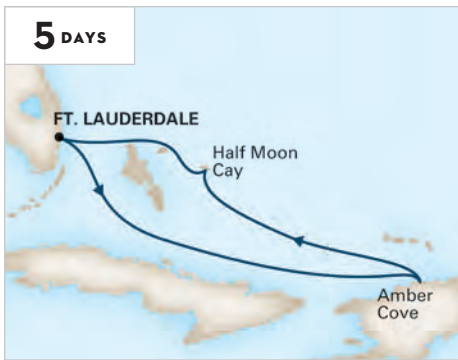 5 DAYS
FT. LAUDERDALE
Half Moon
Cay
Amber
Cove